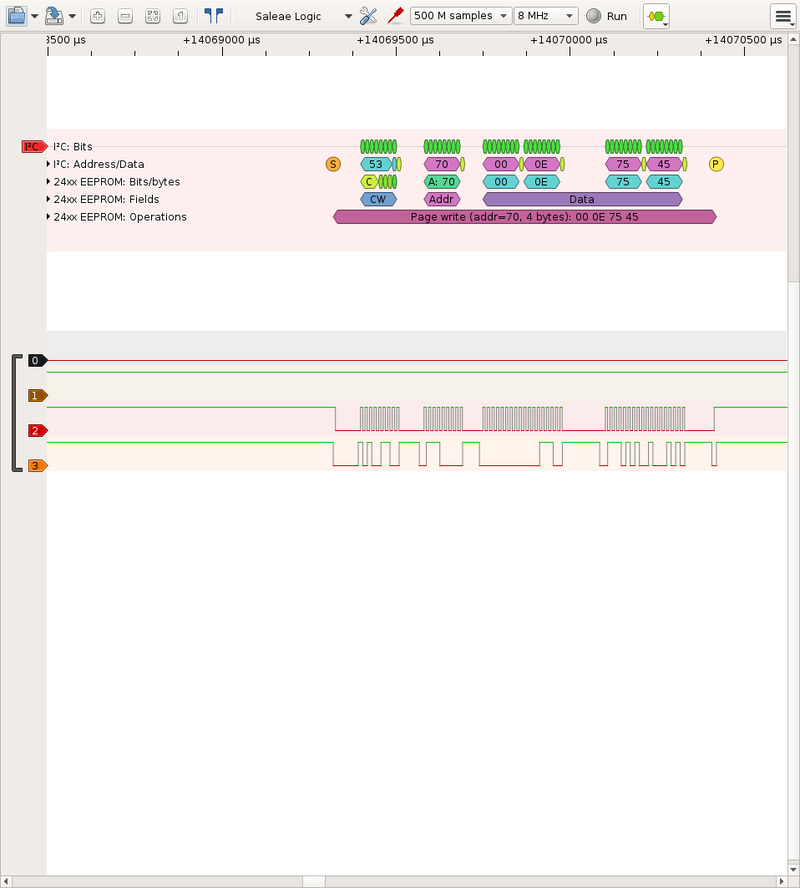 Saleae Logic 500 M samples 8 MHz Run
3500 µs +14069000 µs +14069500 µs +14070000 µs +14070500 µs
I²C I²C: Bits
I²C: Address/Data S 53 70 00 0E 75 45 P
24xx EEPROM: Bits/bytes C A: 70 00 0E 75 45
24xx EEPROM: Fields CW Addr Data
24xx EEPROM: Operations Page write (addr=70, 4 bytes): 00 0E 75 45
0
1
2
3